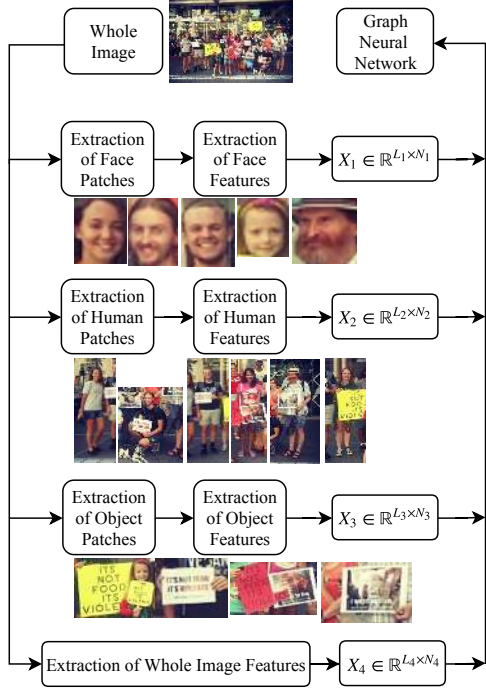 Whole
Image
Graph
Neural
Network
Extraction
of Face
Patches
Extraction
of Face
Features
X₁ ∈ ℝ^{L₁×N₁}
Extraction
of Human
Patches
Extraction
of Human
Features
X₂ ∈ ℝ^{L₂×N₂}
Extraction
of Object
Patches
Extraction
of Object
Features
X₃ ∈ ℝ^{L₃×N₃}
ITS
NOT
FOOD
ITS
VIOLE
Extraction of Whole Image Features
X₄ ∈ ℝ^{L₄×N₄}